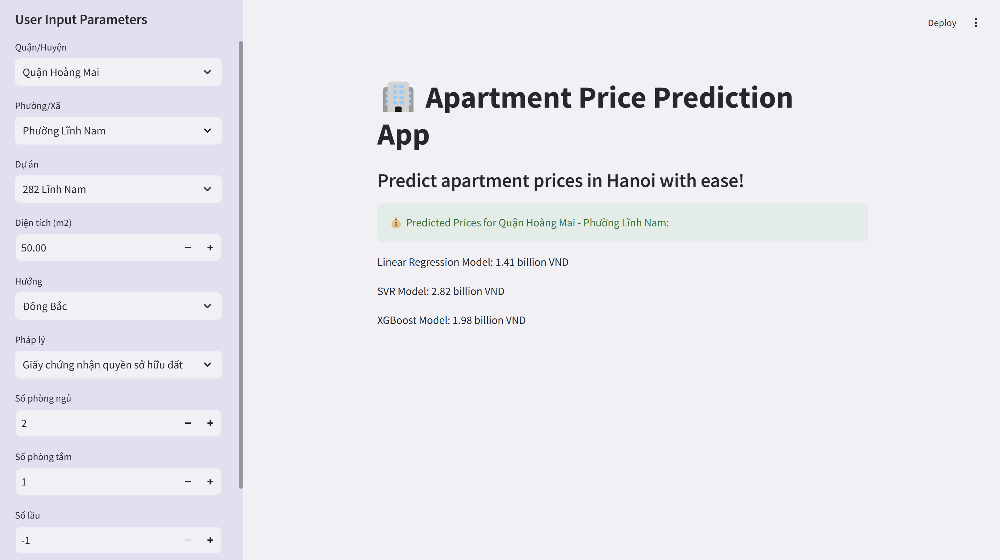 User Input Parameters
Quận/Huyện
Quận Hoàng Mai
Phường/Xã
Phường Lĩnh Nam
Dự án
282 Lĩnh Nam
Diện tích (m2)
50.00
Hướng
Đông Bắc
Pháp lý
Giấy chứng nhận quyền sở hữu đất
Số phòng ngủ
2
Số phòng tắm
1
Số lầu
-1
Deploy
Apartment Price Prediction
App
Predict apartment prices in Hanoi with ease!
Predicted Prices for Quận Hoàng Mai - Phường Lĩnh Nam:
Linear Regression Model: 1.41 billion VND
SVR Model: 2.82 billion VND
XGBoost Model: 1.98 billion VND